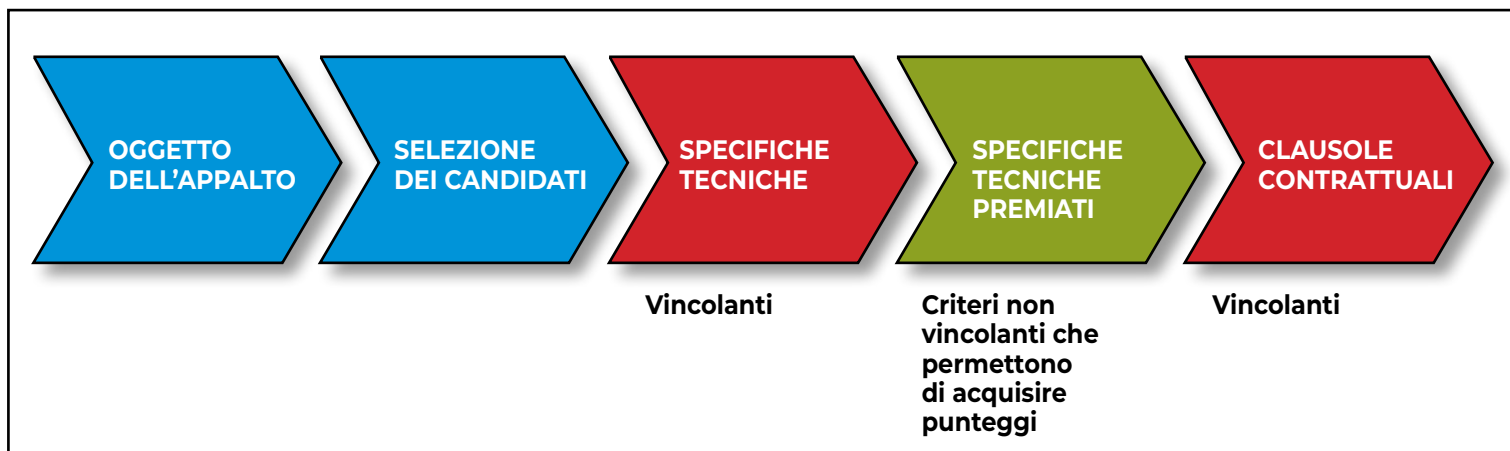 OGGETTO
DELL'APPALTO
SELEZIONE
DEI CANDIDATI
SPECIFICHE
TECNICHE
SPECIFICHE
TECNICHE
PREMIATI
CLAUSOLE
CONTRATTUALI
Vincolanti
Criteri non
vincolanti che
permettono
di acquisire
punteggi
Vincolanti